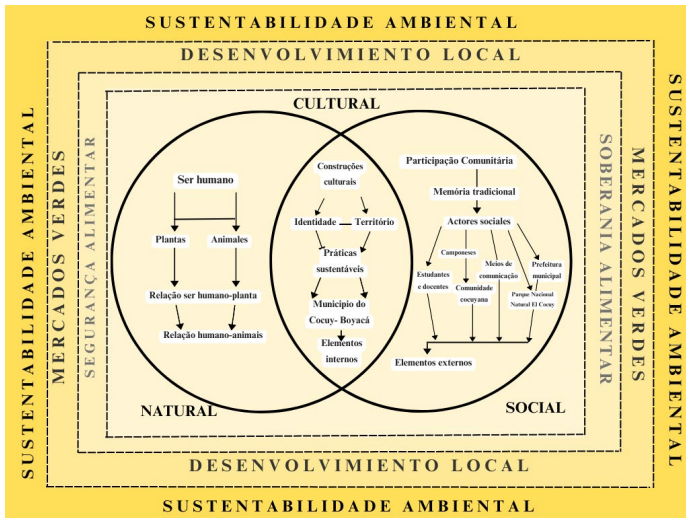 SUSTENTABILIDADE AMBIENTAL
DESENVOLVIMIENTO LOCAL
SUSTENTABILIDADE AMBIENTAL
MERCADOS VERDES
SEGURANÇA ALIMENTAR
CULTURAL
Ser humano
Plantas
Animales
Relação ser humano-planta
Relação humano-animais
NATURAL
Construções
culturais
Identidade
Território
Práticas
sustentáveis
Municipio do
Cocuy- Boyacá
Elementos
internos
Participação Comunitária
Memória tradicional
Actores sociales
Estudantes
e docentes
Camponeses
Comunidade
cocuyana
Meios de
comunicação
Parque Nacional
Natural El Cocuy
Prefeitura
municipal
Elementos externos
SOCIAL
SOBERANIA ALIMENTAR
MERCADOS VERDES
SUSTENTABILIDADE AMBIENTAL
DESENVOLVIMIENTO LOCAL
SUSTENTABILIDADE AMBIENTAL